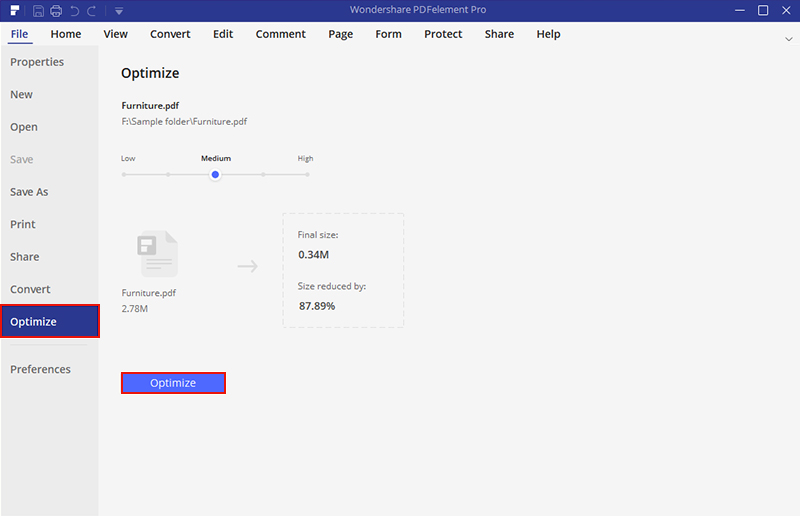 Wondershare PDFelement Pro
File Home View Convert Edit Comment Page Form Protect Share Help
Properties
New
Open
Save
Save As
Print
Share
Convert
Optimize
Preferences
Optimize
Furniture.pdf
F:\Sample folder\Furniture.pdf
Low Medium High
Furniture.pdf
2.78M
Final size:
0.34M
Size reduced by:
87.89%
Optimize